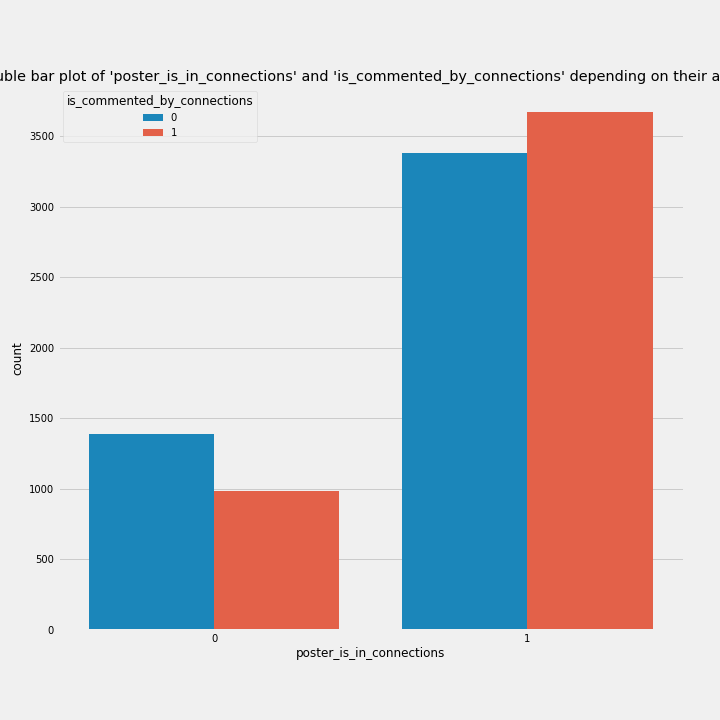 bar plot of 'poster_is_in_connections' and 'is_commented_by_connections' depending on their
is_commented_by_connections
0
1
3500
3000
2500
2000
1500
1000
500
0
count
0 1
poster_is_in_connections